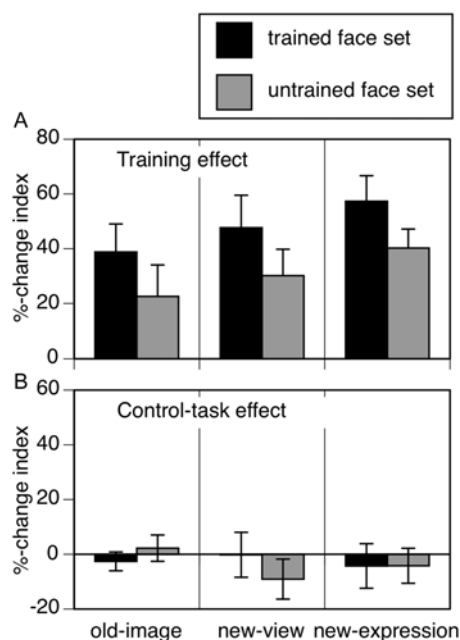 trained face set
untrained face set
A
80
Training effect
60
40
20
0
%-change index
B
60
Control-task effect
40
20
0
-20
%-change index
old-image new-view new-expression